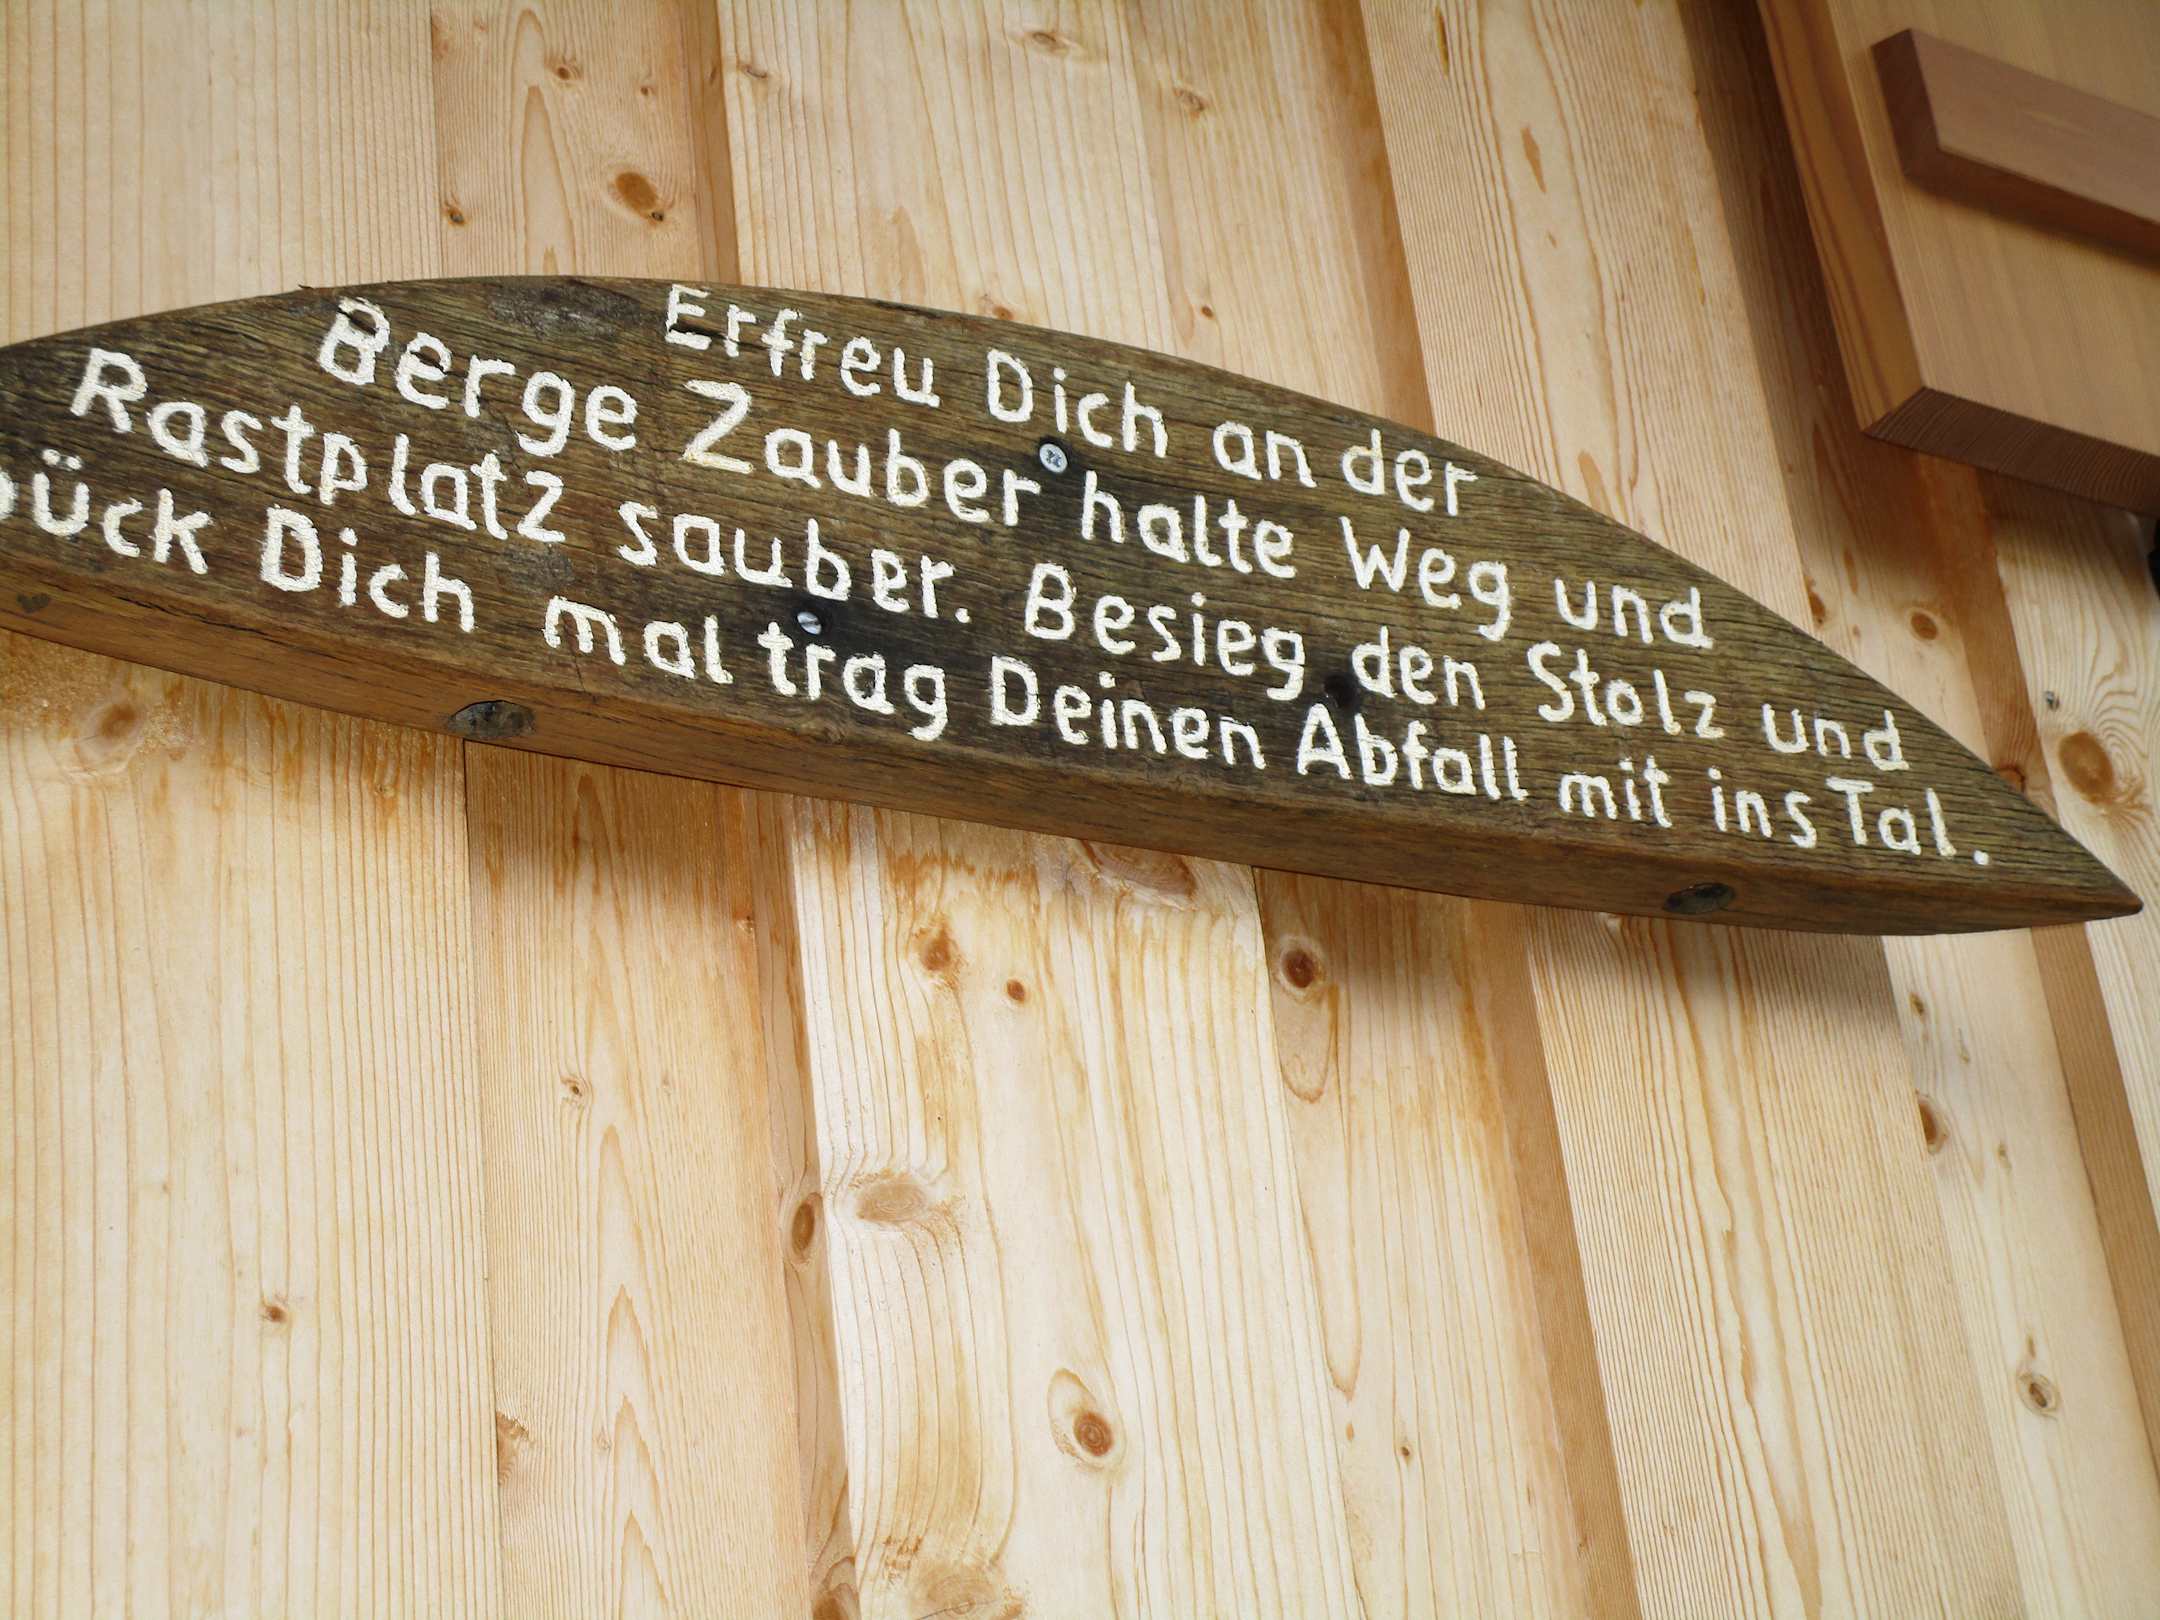 Erfreu Dich an der
Berge Zauber halte Weg und
Rastplatz sauber. Besieg den Stolz und
bück Dich mal trag Deinen Abfall mit ins Tal.